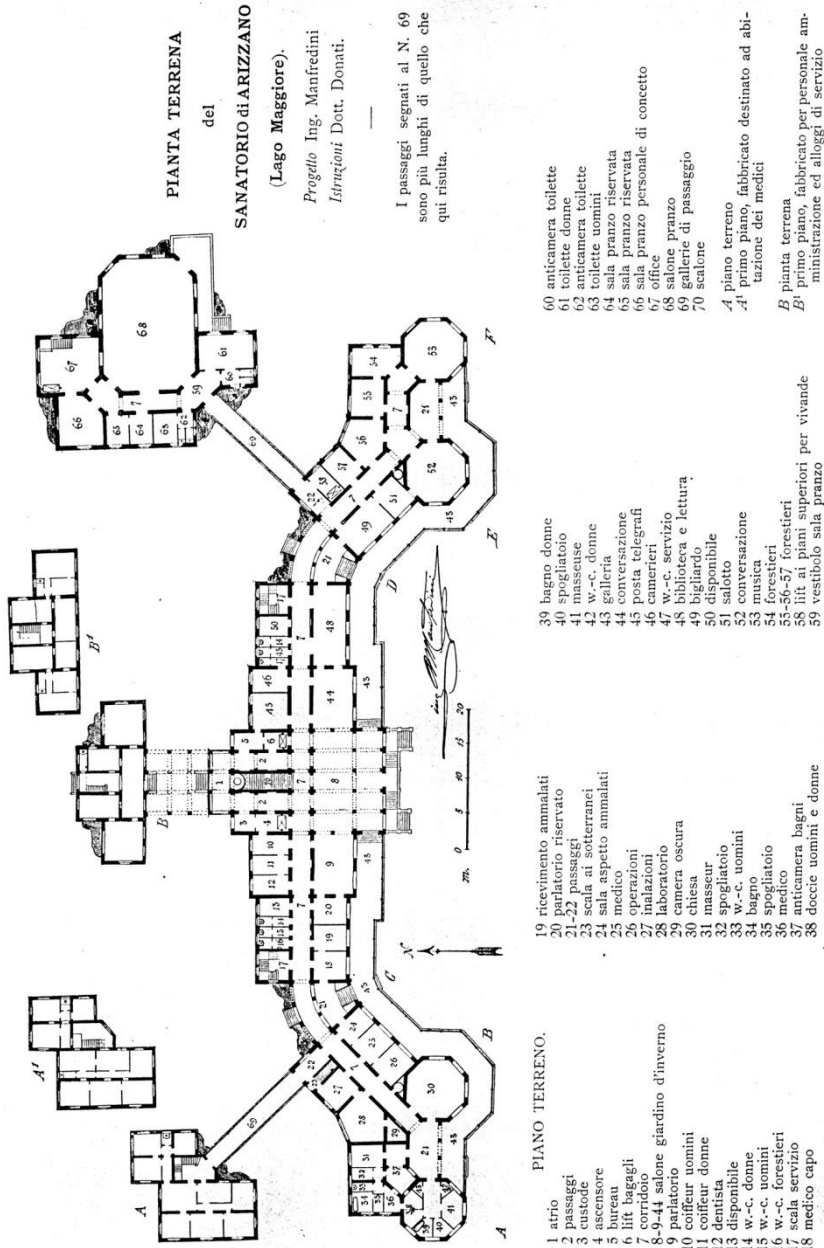 PIANTA TERRENA
del
SANATORIO di ARIZZANO
(Lago Maggiore).
Progetto Ing. Manfredini
Istruzioni Dott. Donati.
I passaggi segnati al N. 69
sono più lunghi di quello che
qui risulta.
A
A¹
B
B¹
A
B
C
D
E
F
N
m. 0 5 10 15 20
PIANO TERRENO.
1 atrio
2 passaggi
3 custode
4 ascensore
5 bureau
6 lift bagagli
7 corridoio
8-9-44 salone giardino d'inverno
9 parlatorio
10 coiffeur uomini
11 coiffeur donne
12 dentista
13 disponibile
14 w.-c. donne
15 w.-c. uomini
16 w.-c. forestieri
17 scala servizio
18 medico capo
19 ricevimento ammalati
20 parlatorio riservato
21-22 passaggi
23 scala ai sotterranei
24 sala aspetto ammalati
25 medico
26 operazioni
27 inalazioni
28 laboratorio
29 camera oscura
30 chiesa
31 masseur
32 spogliatoio
33 w.-c. uomini
34 bagno
35 spogliatoio
36 medico
37 anticamera bagni
38 doccie uomini e donne
39 bagno donne
40 spogliatoio
41 masseuse
42 w.-c. donne
43 galleria
44 conversazione
45 posta telegrafi
46 camerieri
47 w.-c. servizio
48 biblioteca e lettura
49 bigliardo
50 disponibile
51 salotto
52 conversazione
53 musica
54 forestieri
55-56-57 forestieri
58 lift ai piani superiori per vivande
59 vestibolo sala pranzo
60 anticamera toilette
61 toilette donne
62 anticamera toilette
63 toilette uomini
64 sala pranzo riservata
65 sala pranzo riservata
66 sala pranzo personale di concetto
67 office
68 salone pranzo
69 gallerie di passaggio
70 scalone
A piano terreno
A¹ primo piano, fabbricato destinato ad abi-
tazione dei medici
B pianta terrena
B¹ primo piano, fabbricato per personale am-
ministrazione ed alloggi di servizio